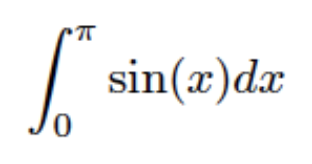 ∫₀^π sin(x)dx